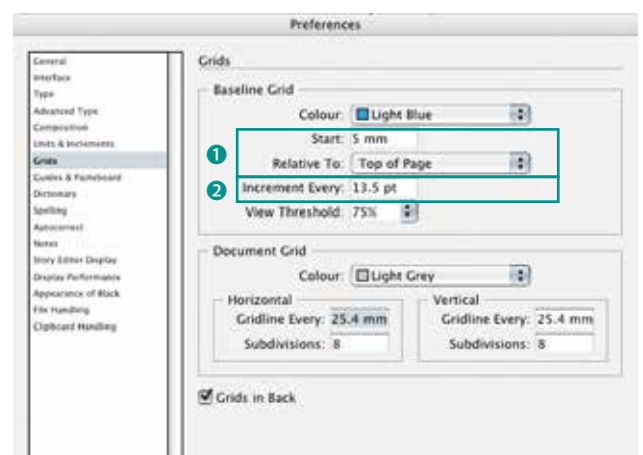 Preferences
General
Interface
Type
Advanced Type
Composition
Units & Increments
Grids
Guides & Pasteboard
Dictionary
Spelling
Autocorrect
Notes
Story Editor Display
Display Performance
Appearance of Black
File Handling
Clipboard Handling
Grids
Baseline Grid
Colour: Light Blue
1
Start: 5 mm
Relative To: Top of Page
2
Increment Every: 13.5 pt
View Threshold: 75%
Document Grid
Colour: Light Grey
Horizontal
Gridline Every: 25.4 mm
Subdivisions: 8
Vertical
Gridline Every: 25.4 mm
Subdivisions: 8
Grids in Back